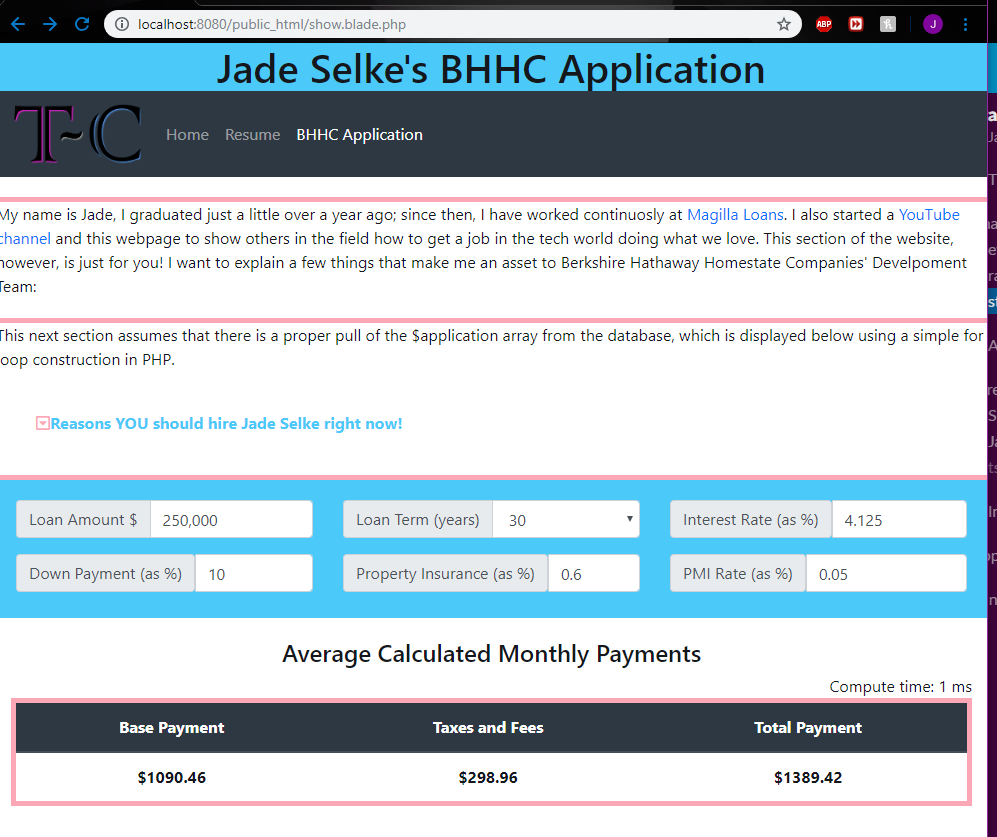 localhost:8080/public_html/show.blade.php
ABP
J
Jade Selke's BHHC Application
T~C
Home Resume BHHC Application
My name is Jade, I graduated just a little over a year ago; since then, I have worked continuosly at Magilla Loans. I also started a YouTube
channel and this webpage to show others in the field how to get a job in the tech world doing what we love. This section of the website,
however, is just for you! I want to explain a few things that make me an asset to Berkshire Hathaway Homestate Companies' Develpoment
Team:
This next section assumes that there is a proper pull of the $application array from the database, which is displayed below using a simple for
loop construction in PHP.
Reasons YOU should hire Jade Selke right now!
Loan Amount $ 250,000 Loan Term (years) 30 Interest Rate (as %) 4.125
Down Payment (as %) 10 Property Insurance (as %) 0.6 PMI Rate (as %) 0.05
Average Calculated Monthly Payments
Compute time: 1 ms
Base Payment Taxes and Fees Total Payment
$1090.46 $298.96 $1389.42